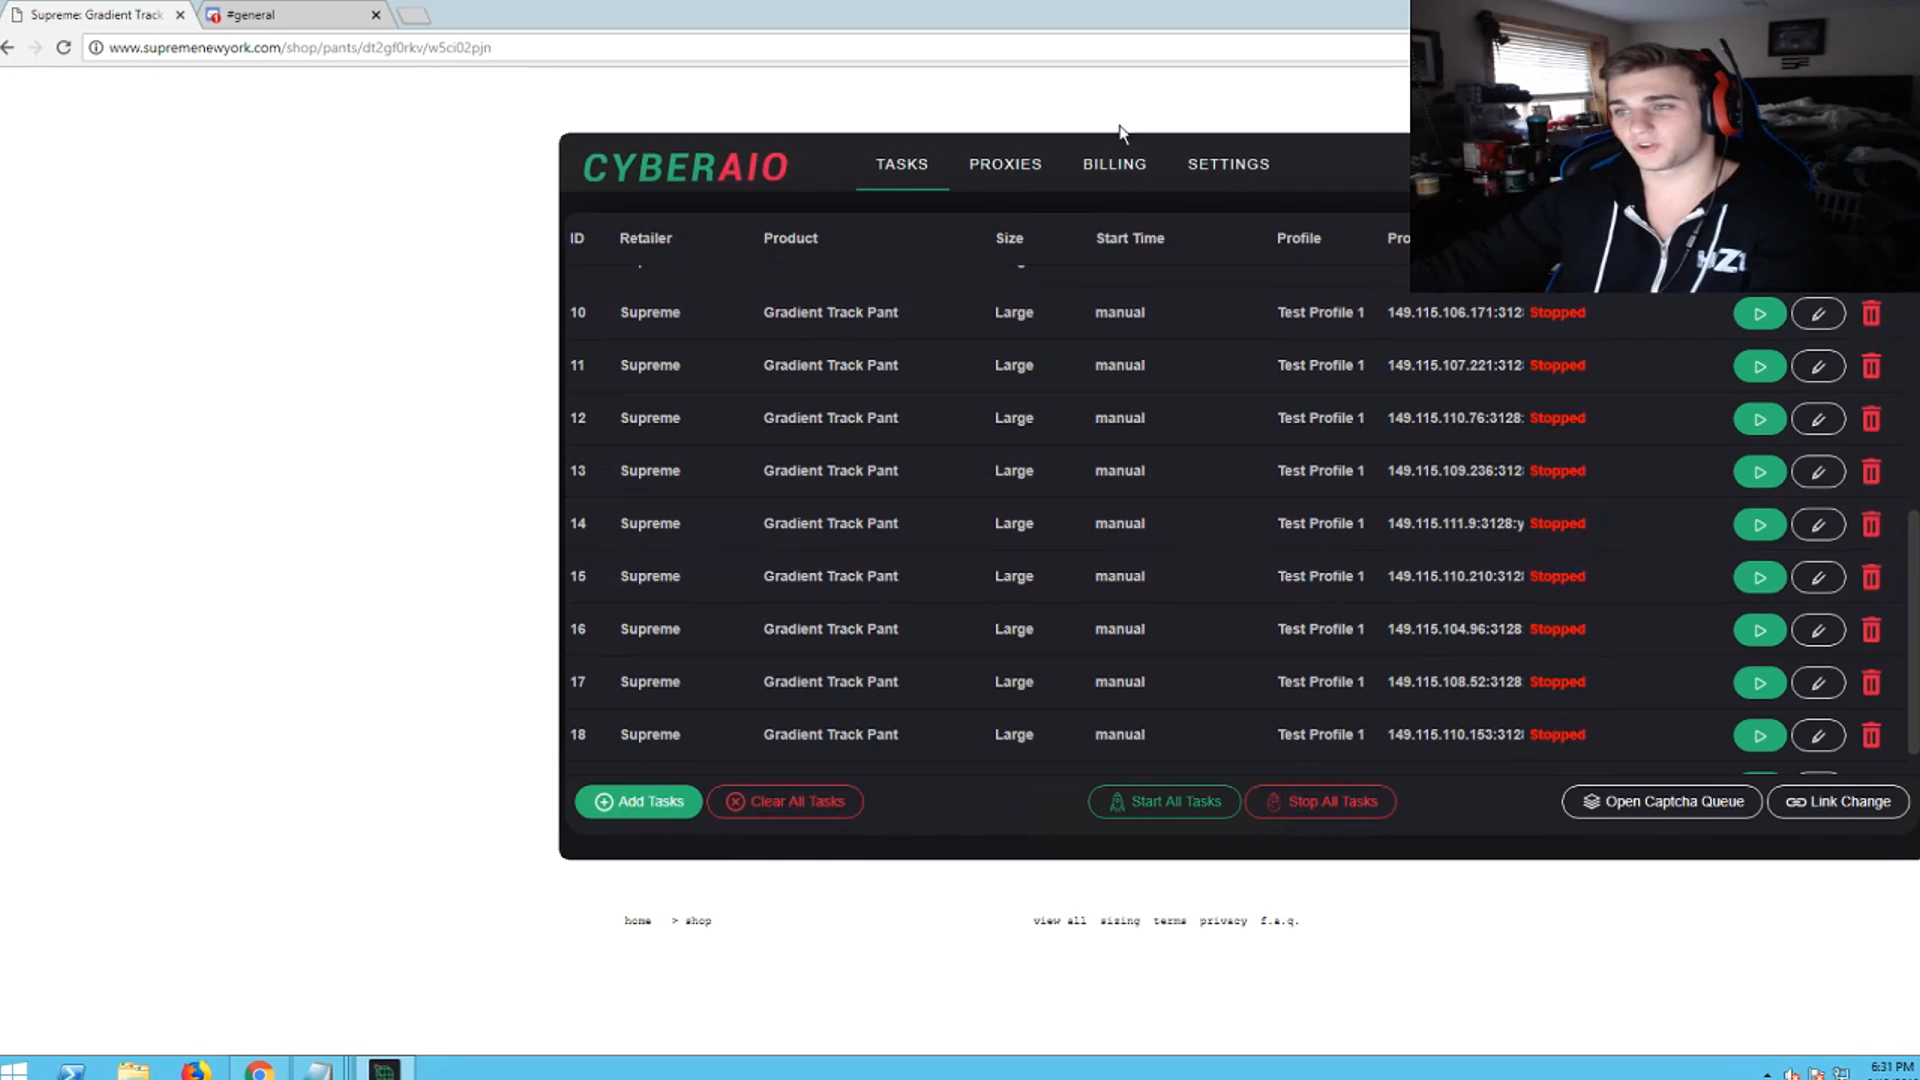 Supreme: Gradient Track
#general
www.supremenewyork.com/shop/pants/dt2gf0rkv/w5ci02pjn
CYBERAIO
TASKS PROXIES BILLING SETTINGS
ID Retailer Product Size Start Time Profile Pro
10 Supreme Gradient Track Pant Large manual Test Profile 1 149.115.106.171:312 Stopped
11 Supreme Gradient Track Pant Large manual Test Profile 1 149.115.107.221:312 Stopped
12 Supreme Gradient Track Pant Large manual Test Profile 1 149.115.110.76:3128: Stopped
13 Supreme Gradient Track Pant Large manual Test Profile 1 149.115.109.236:312 Stopped
14 Supreme Gradient Track Pant Large manual Test Profile 1 149.115.111.9:3128:y Stopped
15 Supreme Gradient Track Pant Large manual Test Profile 1 149.115.110.210:312 Stopped
16 Supreme Gradient Track Pant Large manual Test Profile 1 149.115.104.96:3128 Stopped
17 Supreme Gradient Track Pant Large manual Test Profile 1 149.115.108.52:3128 Stopped
18 Supreme Gradient Track Pant Large manual Test Profile 1 149.115.110.153:312 Stopped
Add Tasks Clear All Tasks Start All Tasks Stop All Tasks Open Captcha Queue Link Change
home > shop view all sizing terms privacy f.a.q.
6:31 PM